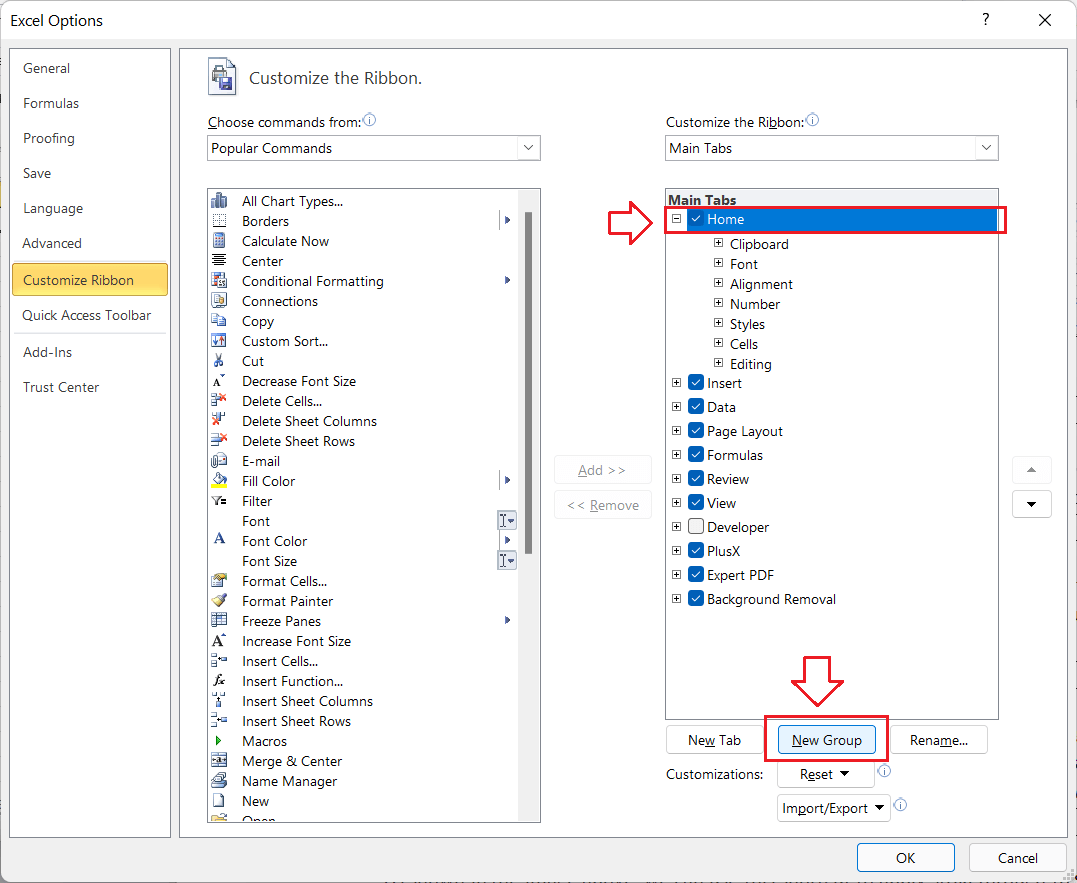 Excel Options
?
General
Formulas
Proofing
Save
Language
Advanced
Customize Ribbon
Quick Access Toolbar
Add-Ins
Trust Center
Customize the Ribbon.
Choose commands from:
Popular Commands
All Chart Types...
Borders
Calculate Now
Center
Conditional Formatting
Connections
Copy
Custom Sort...
Cut
Decrease Font Size
Delete Cells...
Delete Sheet Columns
Delete Sheet Rows
E-mail
Fill Color
Filter
Font
Font Color
Font Size
Format Cells...
Format Painter
Freeze Panes
Increase Font Size
Insert Cells...
Insert Function...
Insert Sheet Columns
Insert Sheet Rows
Macros
Merge & Center
Name Manager
New
Open
Add >>
<< Remove
Customize the Ribbon:
Main Tabs
Main Tabs
Home
Clipboard
Font
Alignment
Number
Styles
Cells
Editing
Insert
Data
Page Layout
Formulas
Review
View
Developer
PlusX
Expert PDF
Background Removal
New Tab
New Group
Rename...
Customizations:
Reset
Import/Export
OK
Cancel